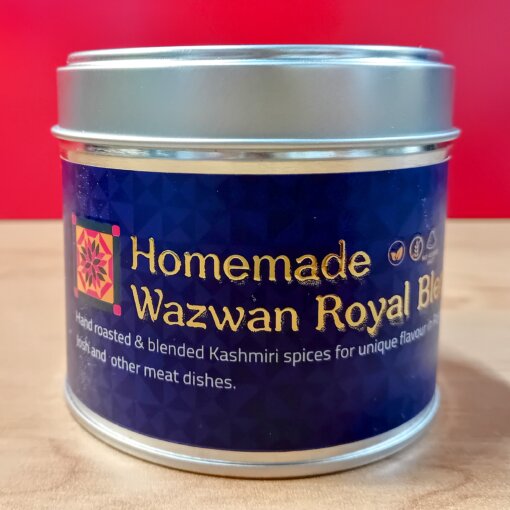 Homemade
Wazwan Royal Ble
Hand roasted & blended Kashmiri spices for unique flavour in
Josh and other meat dishes.